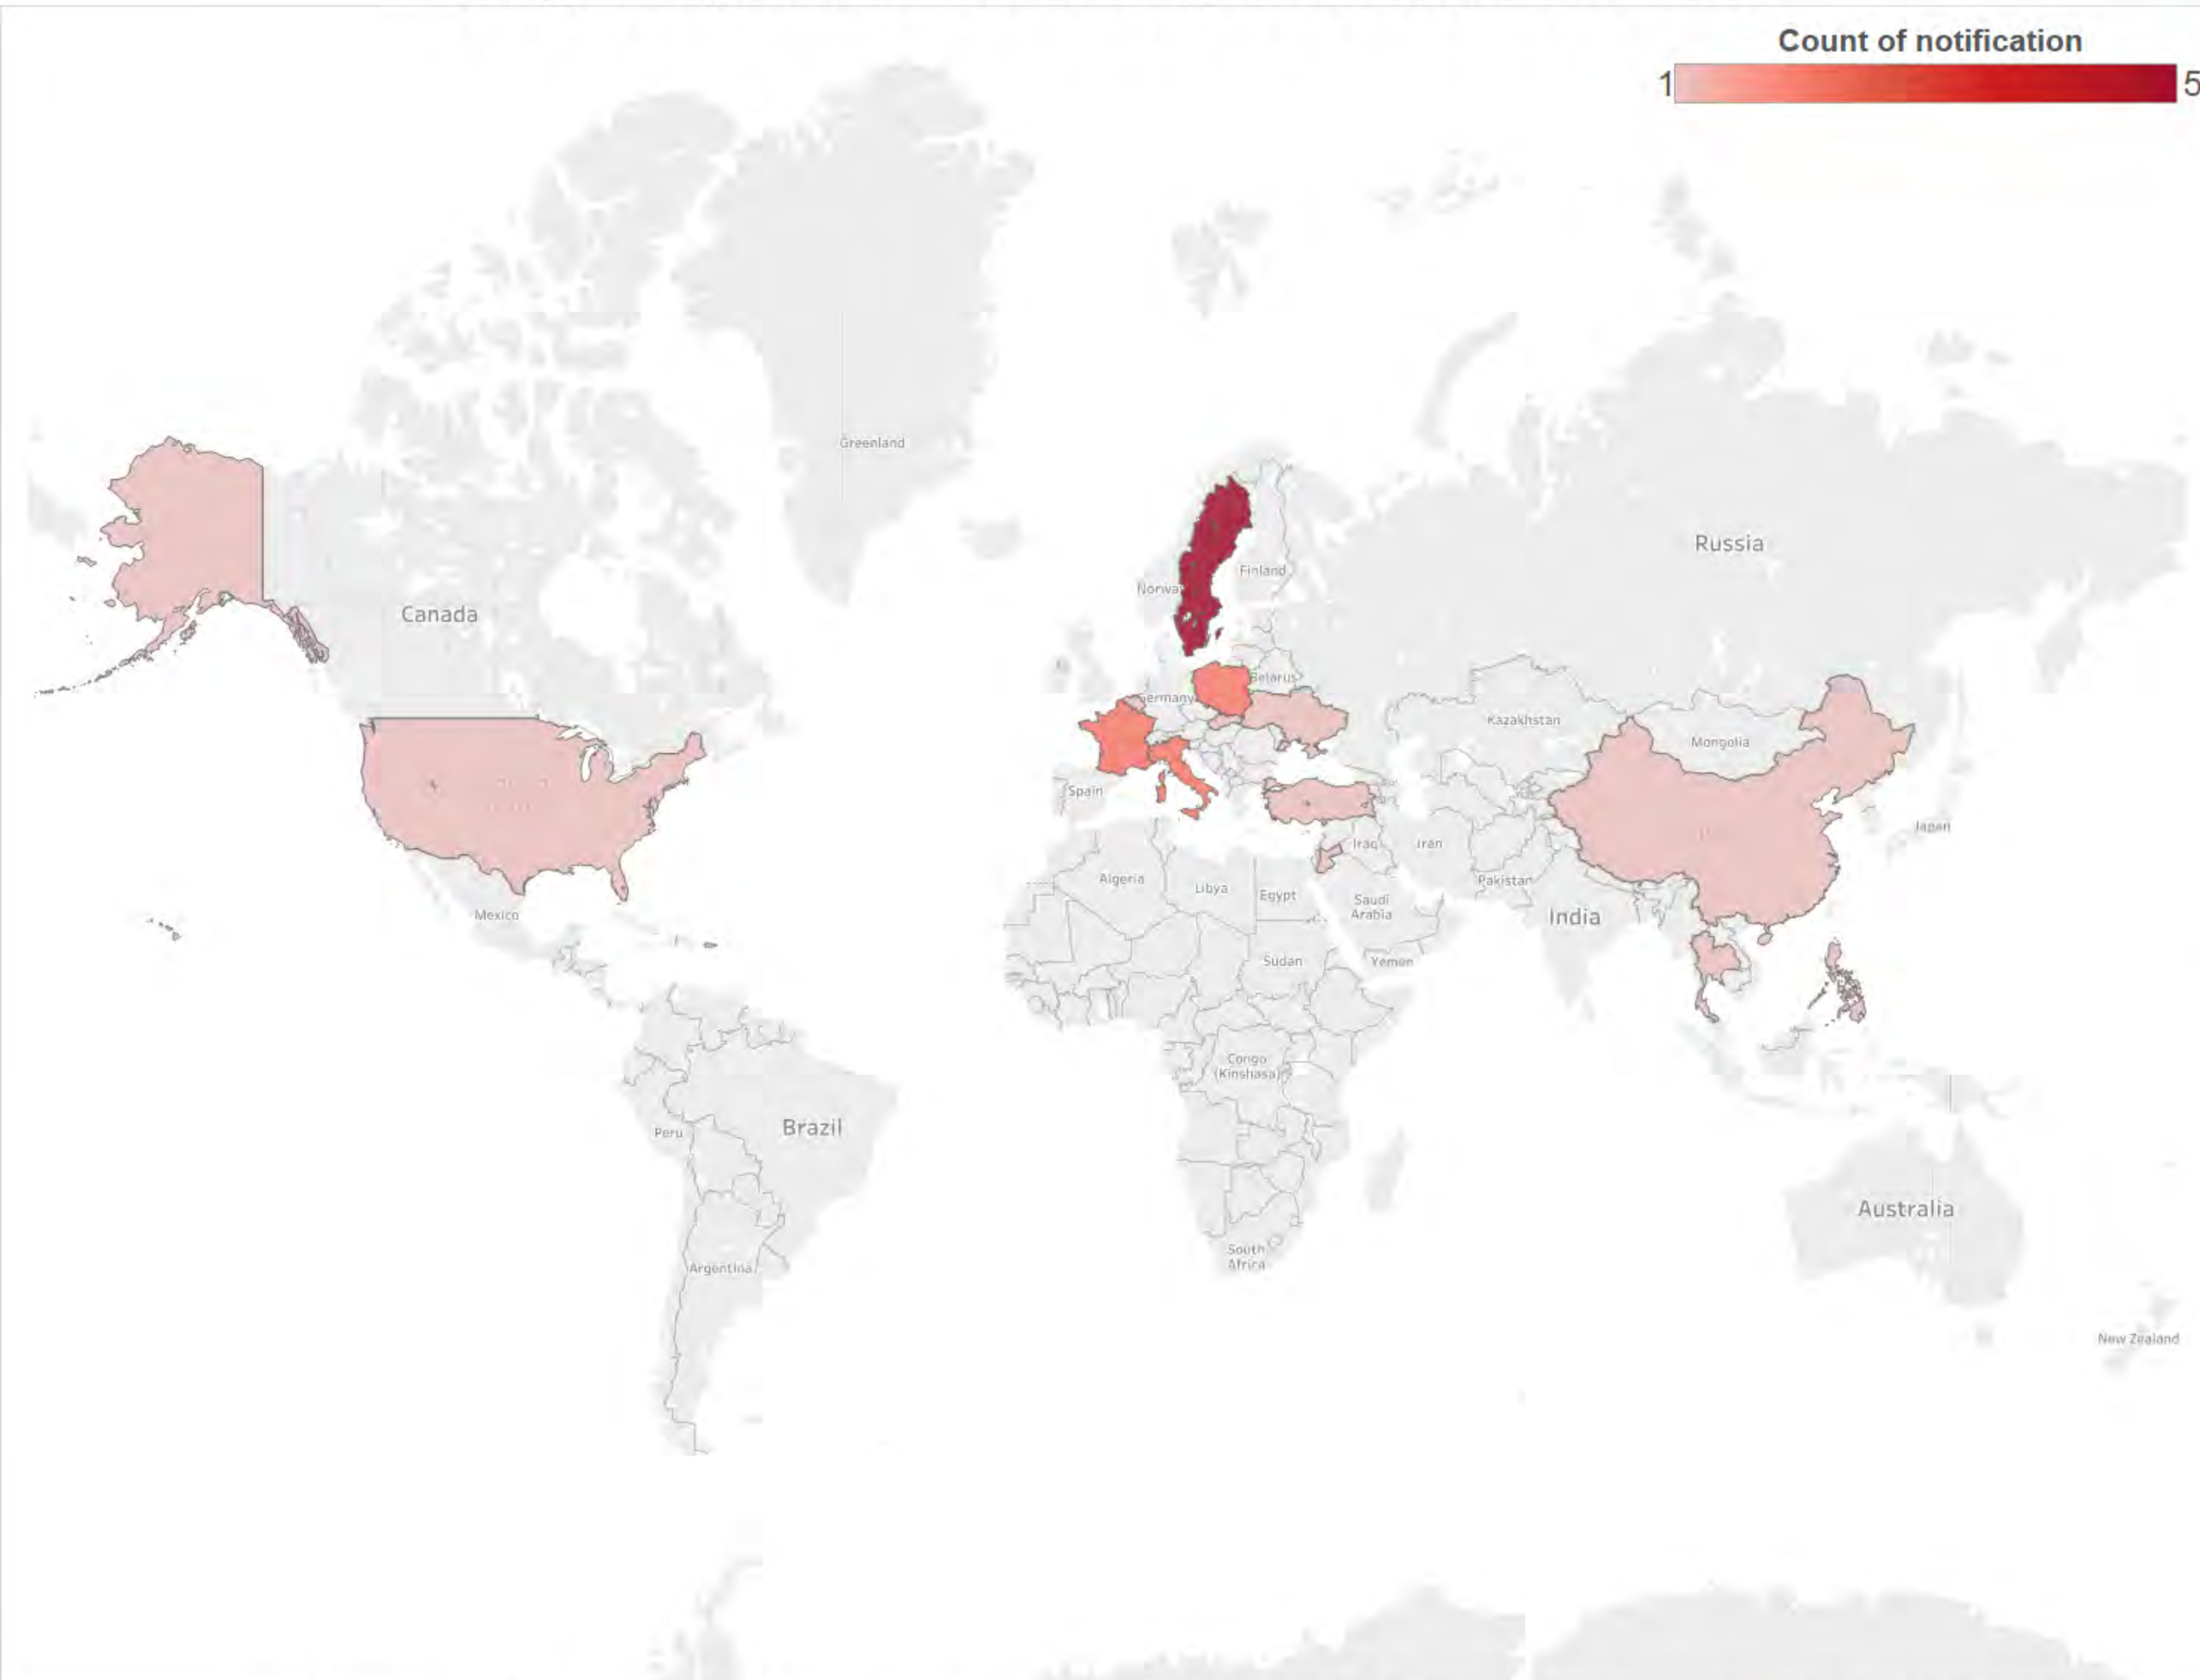 Count of notification
1
5
Greenland
Russia
Finland
Norwa
Canada
Belarus
Germany
Kazakhstan
Mongolia
Spain
Japan
Iraq
Iran
Algeria
Libya
Egypt
Pakistan
Saudi
Arabia
India
Mexico
Sudan
Yemen
Congo
(Kinshasa)
Brazil
Peru
Australia
South
Africa
Argentina
New Zealand